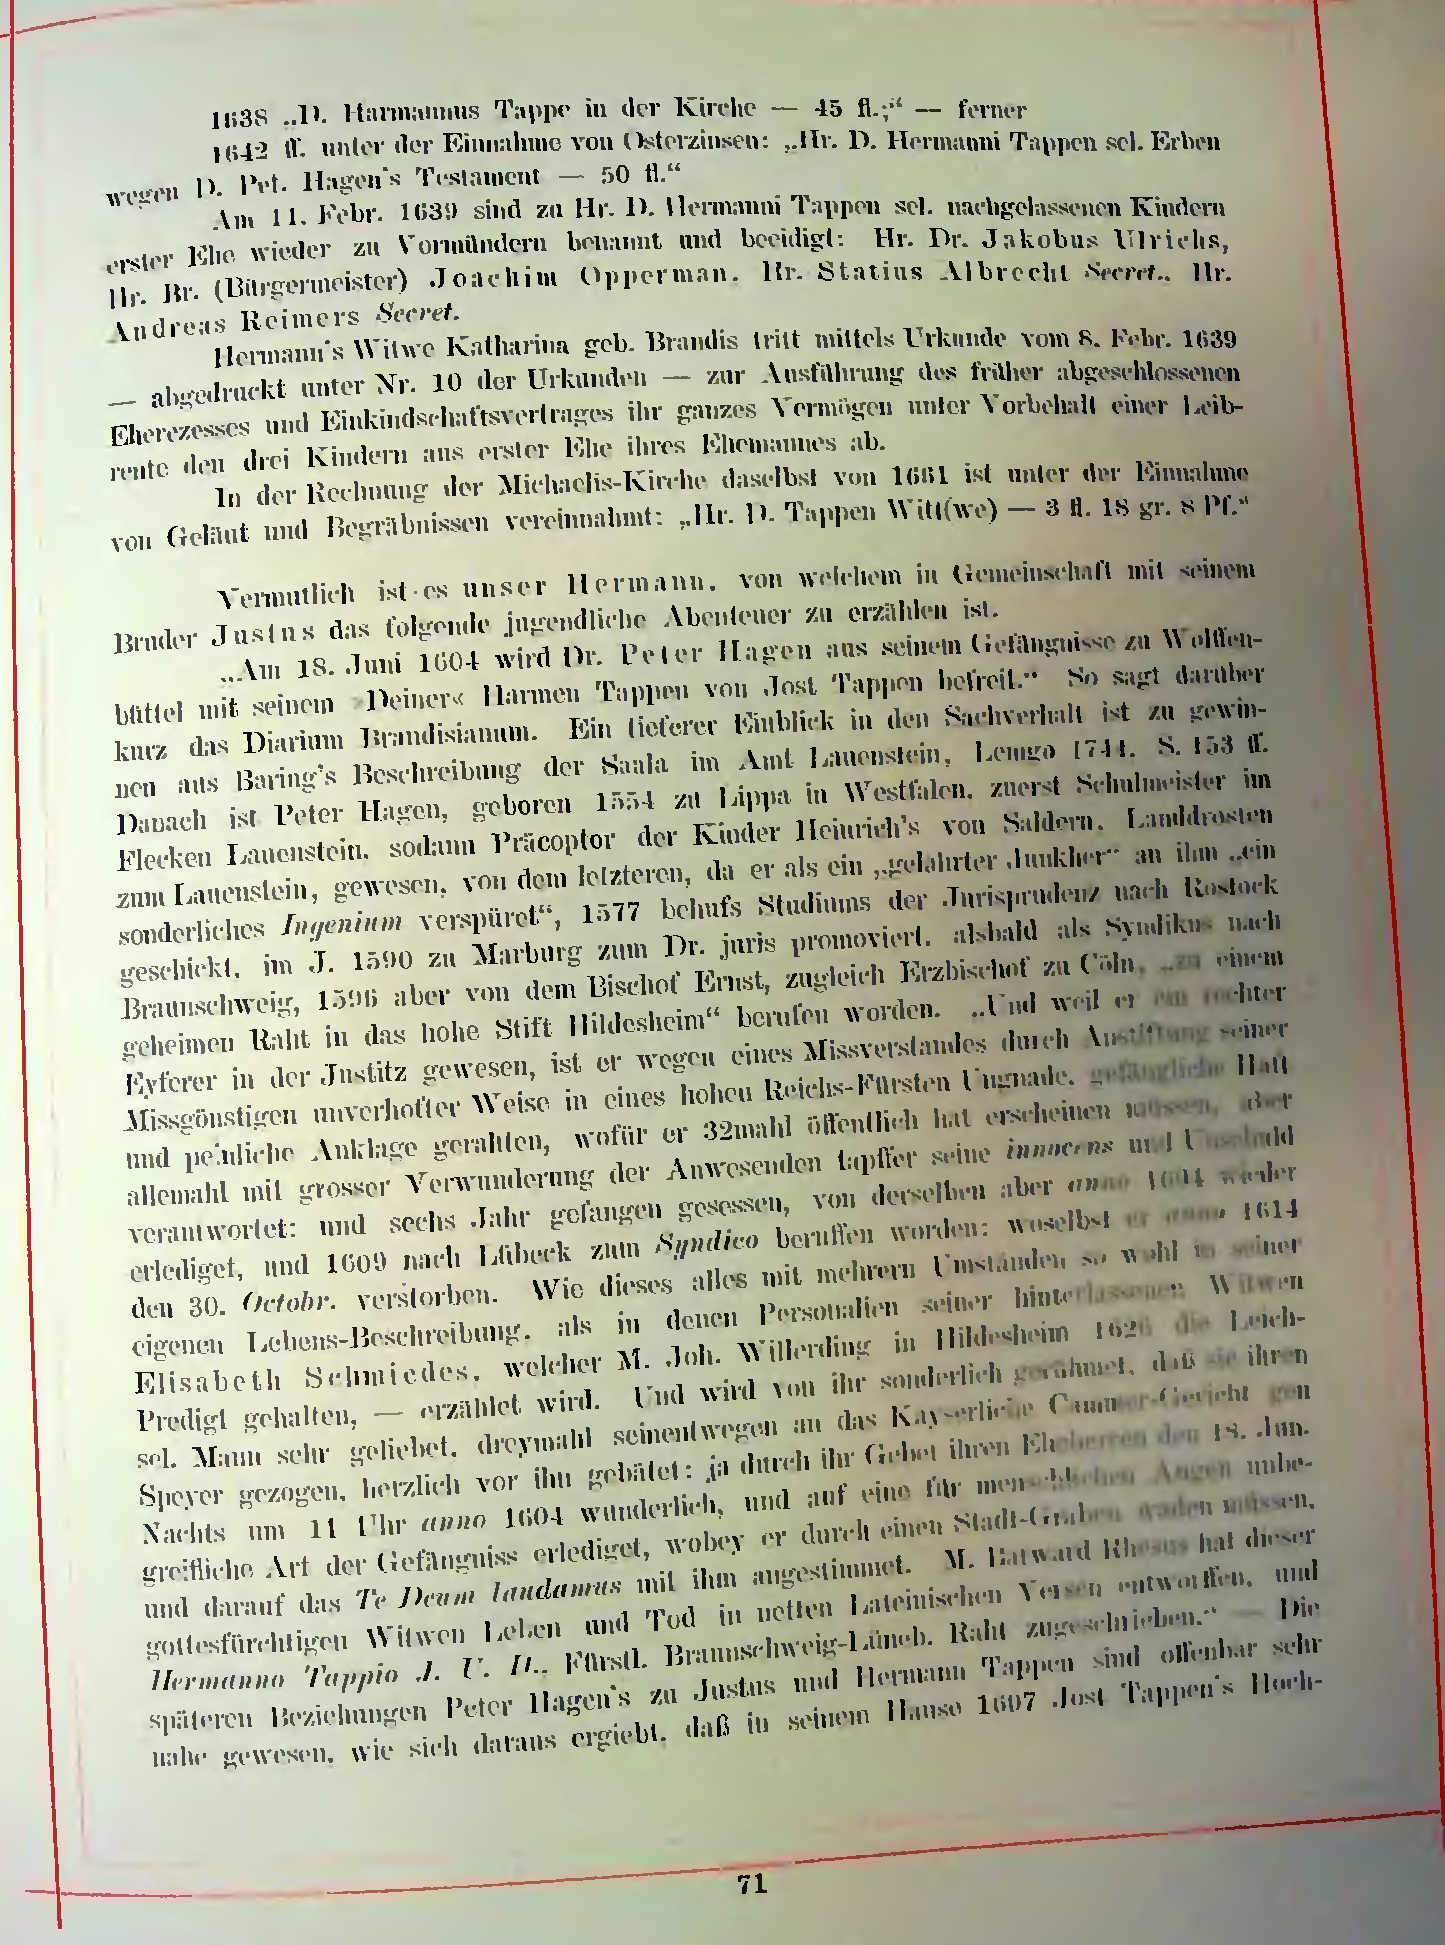 1638 „D. Harmannus Tappe in der Kirche — 45 fl.;“ — ferner
1642 ff. unter der Einnahme von Osterzinsen: „Hr. D. Hermanni Tappen sel. Erben
wegen D. Pet. Hagen's Testament — 50 fl.“
Am 11. Febr. 1639 sind zu Hr. D. Hermanni Tappen sel. nachgelassenen Kindern
erster Ehe wieder zu Vormündern benannt und beeidigt: Hr. Dr. Jakobus Ulrichs,
Hr. Br. (Bürgermeister) Joachim Opperman, Hr. Statius Albrecht Secret., Hr.
Andreas Reimers Secret.
Hermann's Witwe Katharina geb. Brandis tritt mittels Urkunde vom 8. Febr. 1639
— abgedruckt unter Nr. 10 der Urkunden — zur Ausführung des früher abgeschlossenen
Eherezesses und Einkindschaftsvertrages ihr ganzes Vermögen unter Vorbehalt einer Leib-
rente den drei Kindern aus erster Ehe ihres Ehemannes ab.
In der Rechnung der Michaelis-Kirche daselbst von 1661 ist unter der Einnahme
von Geläut und Begräbnissen vereinnahmt: „Hr. D. Tappen Witt(we) — 3 fl. 18 gr. 8 Pf.“
Vermutlich ist es unser Hermann, von welchem in Gemeinschaft mit seinem
Bruder Justus das folgende jugendliche Abenteuer zu erzählen ist.
„Am 18. Juni 1604 wird Dr. Peter Hagen aus seinem Gefängnisse zu Wolffen-
büttel mit seinem »Deiner« Harmen Tappen von Jost Tappen befreit.“ So sagt darüber
kurz das Diarium Brandisianum. Ein tieferer Einblick in den Sachverhalt ist zu gewin-
nen aus Baring's Beschreibung der Saala im Amt Lauenstein, Lemgo 1744. S. 153 ff.
Danach ist Peter Hagen, geboren 1554 zu Lippa in Westfalen, zuerst Schulmeister im
Flecken Lauenstein, sodann Präcoptor der Kinder Heinrich's von Saldern, Landdrosten
zum Lauenstein, gewesen, von dem letzteren, da er als ein „gelahrter Junkher“ an ihm „ein
sonderliches Ingenium verspüret“, 1577 behufs Studiums der Jurisprudenz nach Rostock
geschickt, im J. 1590 zu Marburg zum Dr. juris promoviert, alsbald als Syndikus nach
Braunschweig, 1596 aber von dem Bischof Ernst, zugleich Erzbischof zu Cöln, „zu einem
geheimen Raht in das hohe Stift Hildesheim“ berufen worden. „Und weil er ein rechter
Eyferer in der Justitz gewesen, ist er wegen eines Missverstandes durch Anstiftung seiner
Missgönstigen unverhoffter Weise in eines hohen Reichs-Fürsten Ungnade, gefängliche Haft
und peinliche Anklage gerahten, wofür er 32mahl öffentlich hat erscheinen müssen, aber
allemahl mit grosser Verwunderung der Anwesenden tapffer seine innocens und Unschuld
verantwortet: und sechs Jahr gefangen gesessen, von derselben aber anno 1604 wieder
erlediget, und 1609 nach Lübeck zum Syndico beruffen worden: woselbst er anno 1614
den 30. Octobr. verstorben. Wie dieses alles mit mehrern Umständen so wohl in seiner
eigenen Lebens-Beschreibung, als in denen Personalien seiner hinterlassenen Witwen
Elisabeth Schmiedes, welcher M. Joh. Willerding in Hildesheim 1626 die Leich-
Predigt gehalten, — erzählet wird. Und wird von ihr sonderlich gerühmet, daß sie ihren
sel. Mann sehr geliebet, dreymahl seinentwegen an das Kayserliche Cammer-Gericht gen
Speyer gezogen, hertzlich vor ihn gebätet: ja durch ihr Gebet ihren Eheherren den 18. Jun.
Nachts um 11 Uhr anno 1604 wunderlich, und auf eine für menschlichen Augen unbe-
greifliche Art der Gefängniss erlediget, wobey er durch einen Stadt-Graben waden müssen,
und darauf das Te Deum laudamus mit ihm angestimmet. M. Barward Rhesus hat dieser
gottesfürchtigen Witwen Leben und Tod in netten Lateinischen Versen entworffen, und
Hermanno Tappio J. U. D., Fürstl. Braunschweig-Lüneb. Raht zugeschrieben.“ — Die
späteren Beziehungen Peter Hagen's zu Justus und Hermann Tappen sind offenbar sehr
nahe gewesen, wie sich daraus ergiebt, daß in seinem Hause 1607 Jost Tappen's Hoch-
71